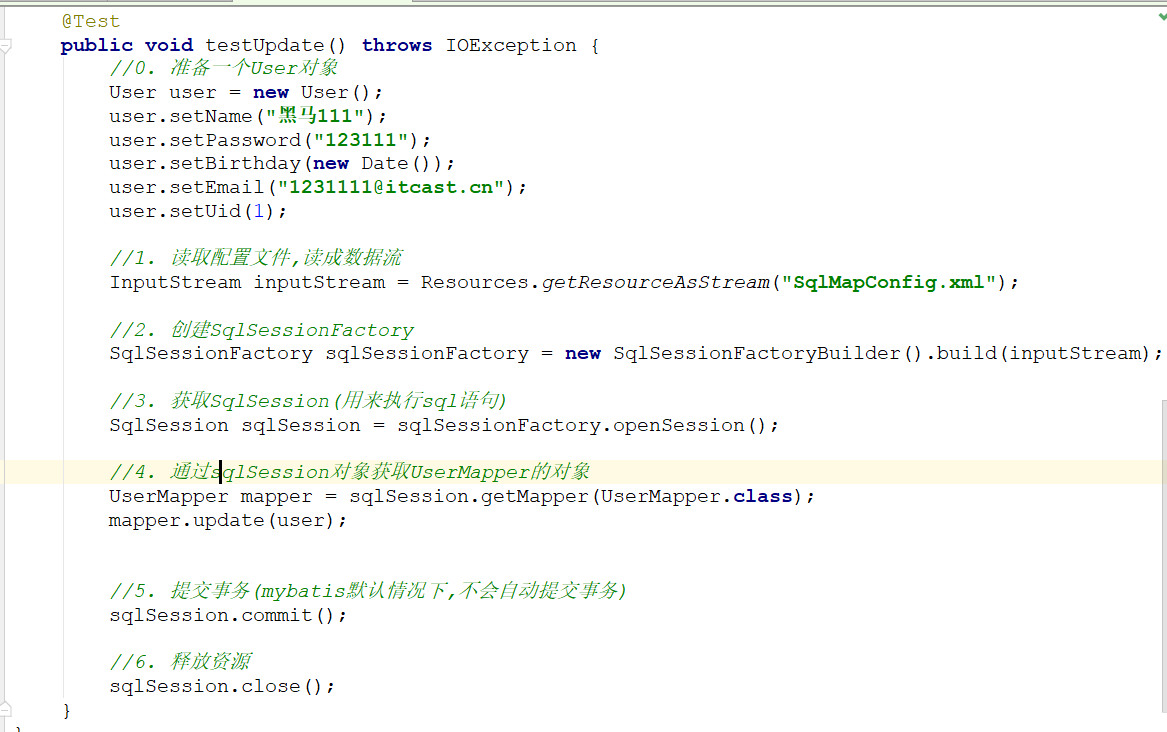 @Test
public void testUpdate() throws IOException {
//0. 准备一个User对象
User user = new User();
user.setName("黑马111");
user.setPassword("123111");
user.setBirthday(new Date());
user.setEmail("1231111@itcast.cn");
user.setUid(1);
//1. 读取配置文件,读成数据流
InputStream inputStream = Resources.getResourceAsStream("SqlMapConfig.xml");
//2. 创建SqlSessionFactory
SqlSessionFactory sqlSessionFactory = new SqlSessionFactoryBuilder().build(inputStream);
//3. 获取SqlSession(用来执行sql语句)
SqlSession sqlSession = sqlSessionFactory.openSession();
//4. 通过sqlSession对象获取UserMapper的对象
UserMapper mapper = sqlSession.getMapper(UserMapper.class);
mapper.update(user);
//5. 提交事务(mybatis默认情况下,不会自动提交事务)
sqlSession.commit();
//6. 释放资源
sqlSession.close();
}